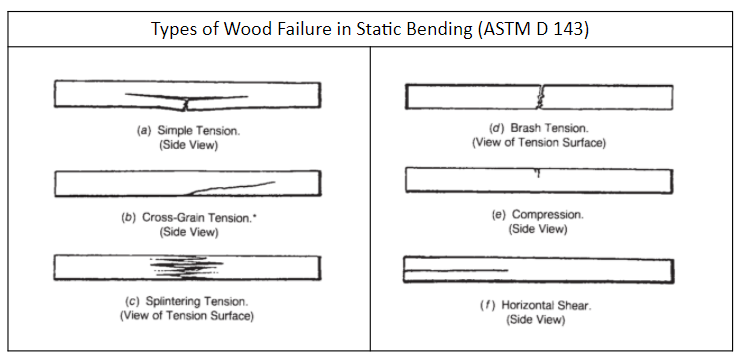 Types of Wood Failure in Static Bending (ASTM D 143)
(a) Simple Tension.
(Side View)
(b) Cross-Grain Tension.*
(Side View)
(c) Splintering Tension.
(View of Tension Surface)
(d) Brash Tension.
(View of Tension Surface)
(e) Compression.
(Side View)
(f) Horizontal Shear.
(Side View)